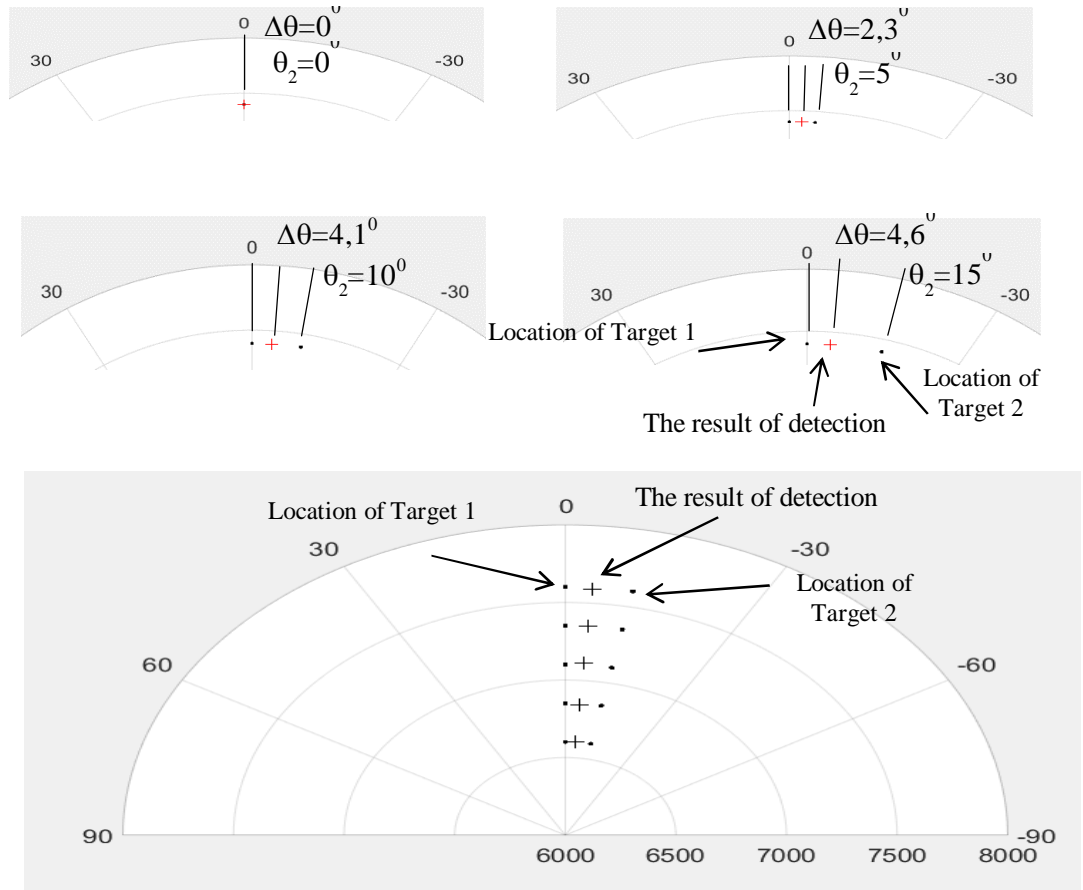 0 Δθ=0⁰
30 θ₂=0⁰ -30
0 Δθ=2,3⁰
30 θ₂=5⁰ -30
0 Δθ=4,1⁰
30 θ₂=10⁰ -30
0 Δθ=4,6⁰
30 θ₂=15⁰ -30
Location of Target 1
Location of
Target 2
The result of detection
Location of Target 1
The result of detection
0
30
-30
Location of
Target 2
60
-60
90
-90
6000 6500 7000 7500 8000